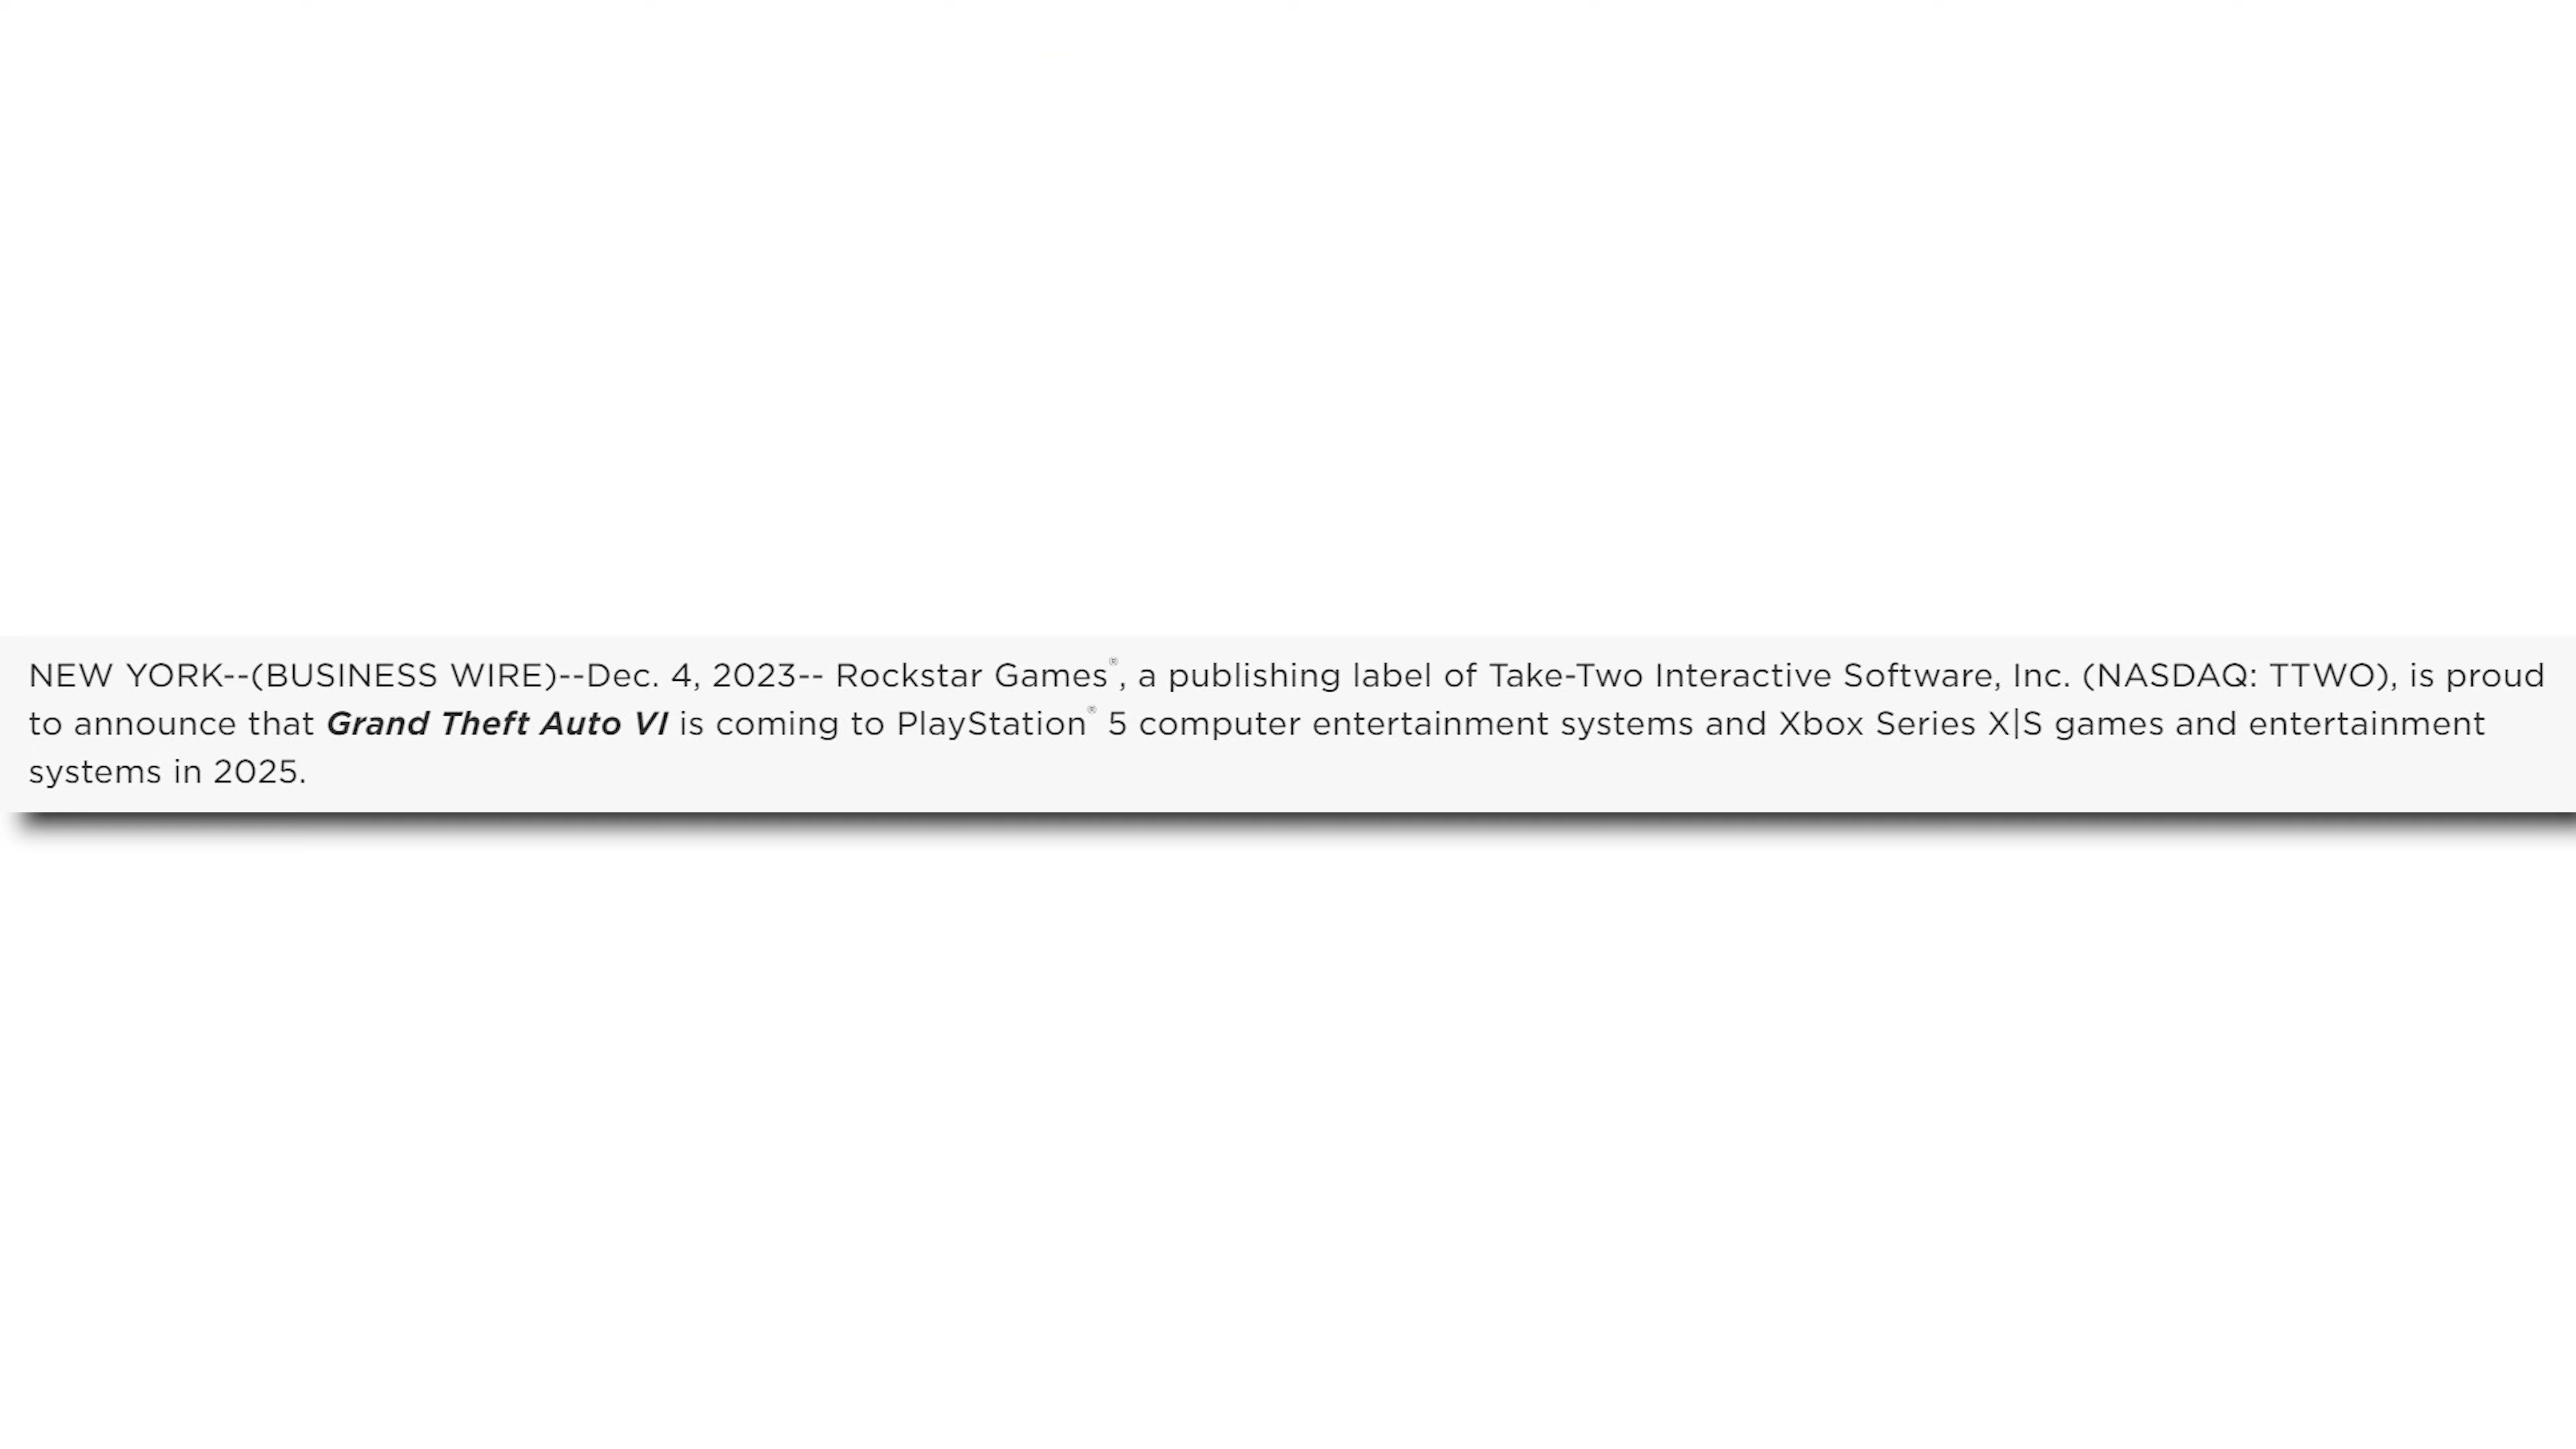 NEW YORK--(BUSINESS WIRE)--Dec. 4, 2023-- Rockstar Games®, a publishing label of Take-Two Interactive Software, Inc. (NASDAQ: TTWO), is proud
to announce that Grand Theft Auto VI is coming to PlayStation® 5 computer entertainment systems and Xbox Series X|S games and entertainment
systems in 2025.